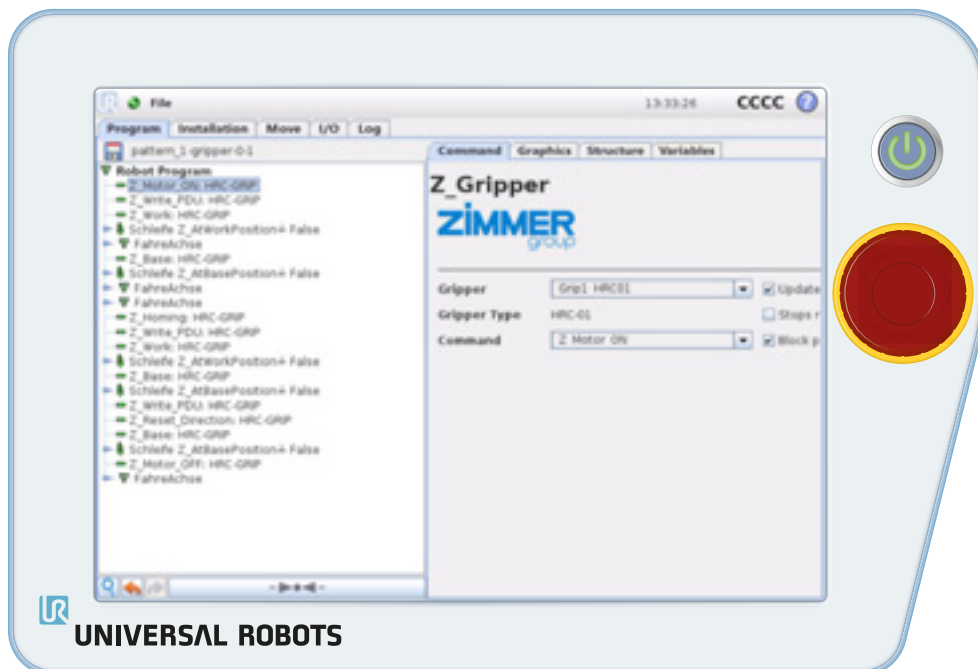 File 13:33:26 CCCC ?
Program Installation Move I/O Log
pattern_1-gripper-0-1
Command Graphics Structure Variables
Robot Program
Z_Motor_ON: HRC-GRIP
Z_Write_PDU: HRC-GRIP
Z_Work: HRC-GRIP
Schleife Z_AtWorkPosition≟ False
FahreAchse
Z_Base: HRC-GRIP
Schleife Z_AtBasePosition≟ False
FahreAchse
FahreAchse
Z_Homing: HRC-GRIP
Z_Write_PDU: HRC-GRIP
Z_Work: HRC-GRIP
Schleife Z_AtWorkPosition≟ False
Z_Base: HRC-GRIP
Schleife Z_AtBasePosition≟ False
Z_Write_PDU: HRC-GRIP
Z_Reset_Direction: HRC-GRIP
Z_Base: HRC-GRIP
Schleife Z_AtBasePosition≟ False
Z_Motor_OFF: HRC-GRIP
FahreAchse
Z_Gripper
ZIMMER
group
Gripper Grip1 HRC01 Update
Gripper Type HRC-01 Stops r
Command Z Motor ON Block p
UR
UNIVERSAL ROBOTS